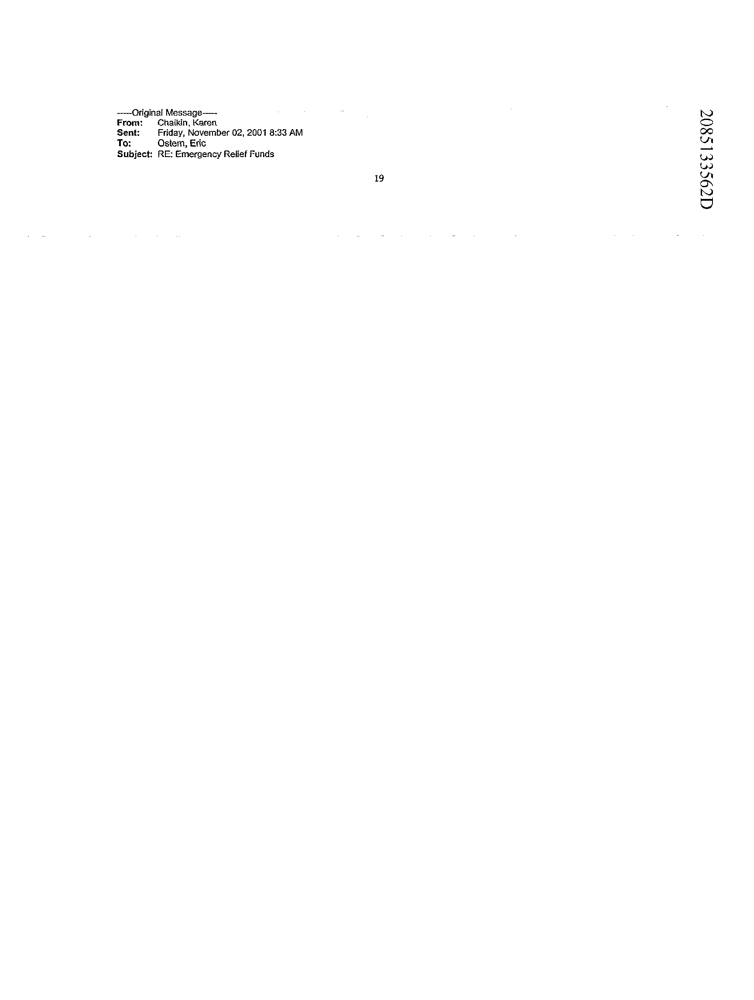 -----Original Message-----
From: Chaikin, Karen
Sent: Friday, November 02, 2001 8:33 AM
To: Ostern, Eric
Subject: RE: Emergency Relief Funds
19
2085133562D